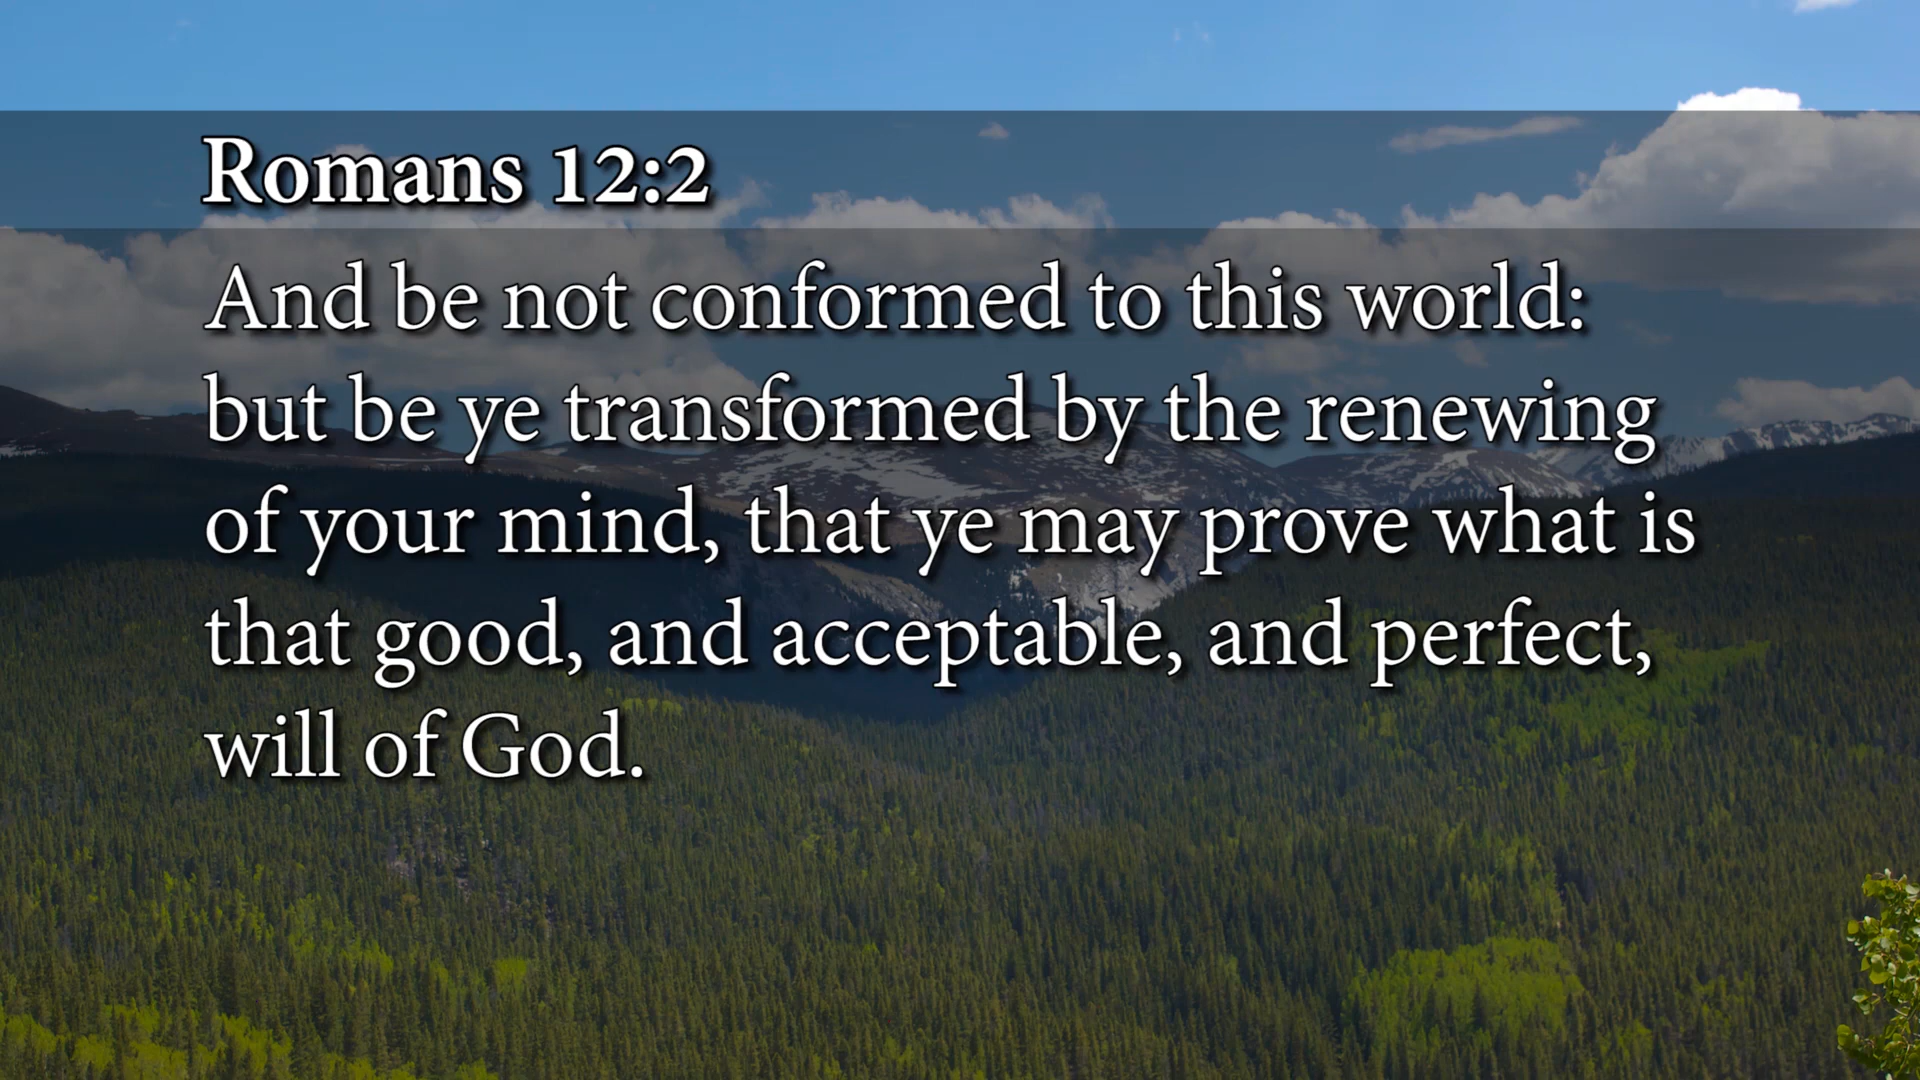 Romans 12:2
And be not conformed to this world:
but be ye transformed by the renewing
of your mind, that ye may prove what is
that good, and acceptable, and perfect,
will of God.